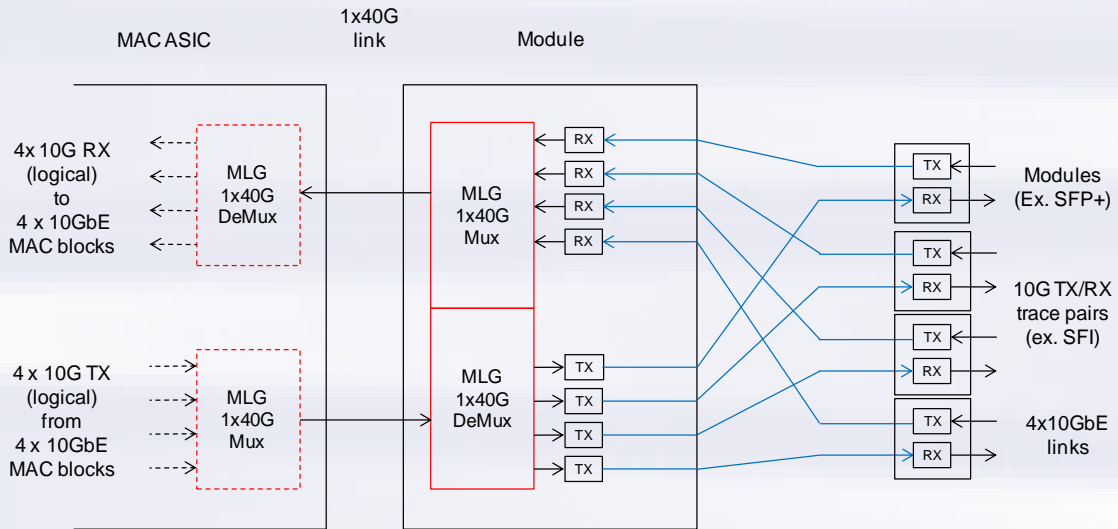 MAC ASIC
1x40G
link
Module
4x 10G RX
(logical)
to
4 x 10GbE
MAC blocks
MLG
1x40G
DeMux
MLG
1x40G
Mux
RX
RX
RX
RX
TX
RX
Modules
(Ex. SFP+)
TX
RX
10G TX/RX
trace pairs
(ex. SFI)
TX
RX
4 x 10G TX
(logical)
from
4 x 10GbE
MAC blocks
MLG
1x40G
Mux
MLG
1x40G
DeMux
TX
TX
TX
TX
TX
RX
4x10GbE
links